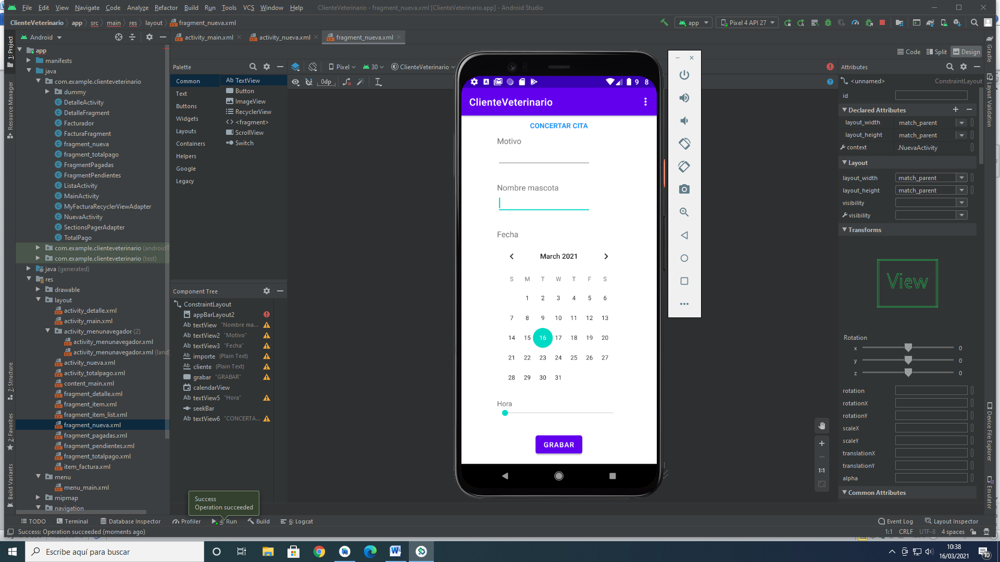 File Edit View Navigate Code Analyze Refactor Build Run Tools VCS Window Help ClienteVeterinario - fragment_nueva.xml [ClienteVeterinario.app] - Android Studio
ClienteVeterinario app src main res layout fragment_nueva.xml
app Pixel 4 API 27
Android
activity_main.xml activity_nueva.xml fragment_nueva.xml
Code Split Design
1: Project
Resource Manager
7: Structure
2: Favorites
Build Variants
app
manifests
java
com.example.clienteveterinario
dummy
DetalleActivity
DetalleFragment
Facturador
FacturaFragment
fragment_nueva
fragment_totalpago
FragmentPagadas
FragmentPendientes
ListaActivity
MainActivity
MyFacturaRecyclerViewAdapter
NuevaActivity
SectionsPagerAdapter
TotalPago
com.example.clienteveterinario (androidT
com.example.clienteveterinario (test)
java (generated)
res
drawable
layout
activity_detalle.xml
activity_main.xml
activity_menunavegador (2)
activity_menunavegador.xml
activity_menunavegador.xml (land
activity_nueva.xml
activity_totalpago.xml
content_main.xml
fragment_detalle.xml
fragment_item.xml
fragment_item_list.xml
fragment_nueva.xml
fragment_pagadas.xml
fragment_pendientes.xml
fragment_totalpago.xml
item_factura.xml
menu
menu_main.xml
mipmap
navigation
Palette
Common
Text
Buttons
Widgets
Layouts
Containers
Helpers
Google
Legacy
Ab TextView
Button
ImageView
RecyclerView
<fragment>
ScrollView
Switch
Pixel 30 ClienteVeterinario
0dp
Component Tree
ConstraintLayout
appBarLayout2
Ab textView "Nombre ma...
Ab textView2 "Motivo"
Ab textView3 "Fecha"
Ab importe (Plain Text)
Ab cliente (Plain Text)
grabar "GRABAR"
calendarView
Ab textView5 "Hora"
seekBar
Ab textView6 "CONCERTA...
9 8
ClienteVeterinario
CONCERTAR CITA
Motivo
Nombre mascota
Fecha
March 2021
S M T W T F S
1 2 3 4 5 6
7 8 9 10 11 12 13
14 15 16 17 18 19 20
21 22 23 24 25 26 27
28 29 30 31
Hora
GRABAR
1:1
Attributes
<unnamed> ConstraintLayout
id
Declared Attributes
layout_width match_parent
layout_height match_parent
context .NuevaActivity
Layout
layout_width match_parent
layout_height match_parent
visibility
visibility
Transforms
View
Rotation
x 0
y 0
z 0
rotation
rotationX
rotationY
scaleX
scaleY
translationX
translationY
alpha
Common Attributes
Gradle
Layout Validation
Device File Explorer
Emulator
Success
Operation succeeded
TODO Terminal Database Inspector Profiler 4: Run Build 6: Logcat Event Log Layout Inspector
Success: Operation succeeded (moments ago) 1:1 CRLF UTF-8 4 spaces
Escribe aquí para buscar
10:38
16/03/2021
10